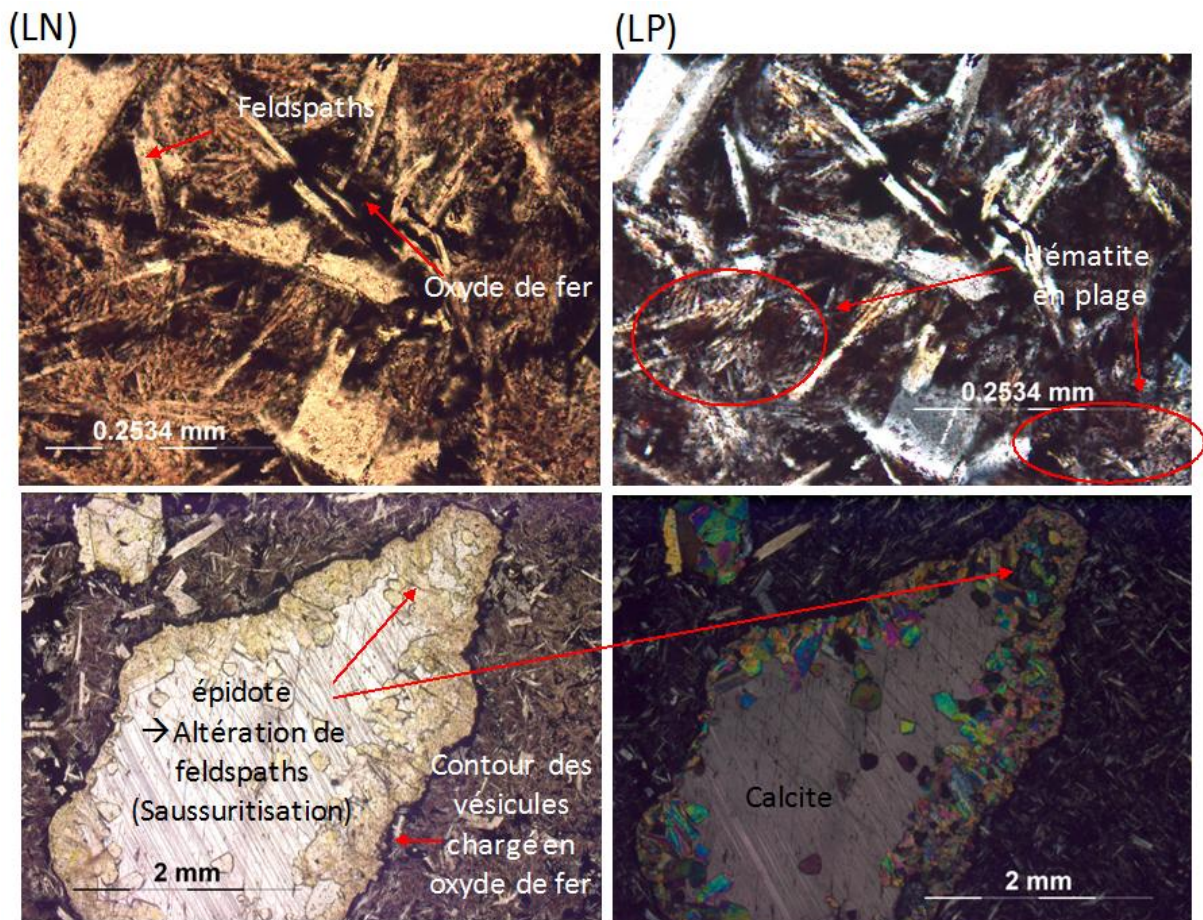 (LN)
(LP)
Feldspaths
Oxyde de fer
0.2534 mm
Hématite
en plage
0.2534 mm
épidote
→Altération de
feldspaths
(Saussuritisation)
Contour des
vésicules
chargé en
oxyde de fer
2 mm
Calcite
2 mm